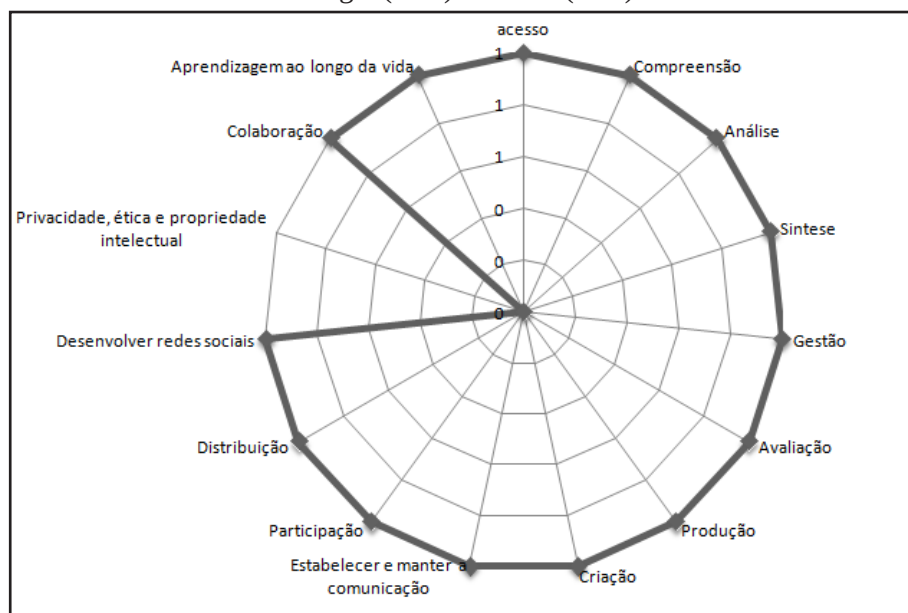 acesso
1
Compreensão
Análise
Sintese
Gestão
Avaliação
Produção
Criação
Estabelecer e manter a
comunicação
Participação
Distribuição
Desenvolver redes sociais
Privacidade, ética e propriedade
intelectual
Colaboração
Aprendizagem ao longo da vida
1
1
0
0
0